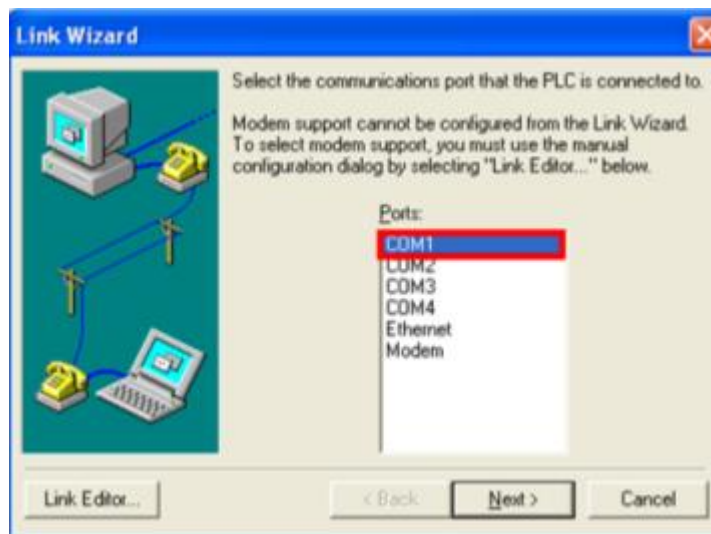 Link Wizard
Select the communications port that the PLC is connected to.
Modem support cannot be configured from the Link Wizard.
To select modem support, you must use the manual
configuration dialog by selecting "Link Editor..." below.
Ports:
COM1
COM2
COM3
COM4
Ethernet
Modem
Link Editor...
< Back
Next >
Cancel